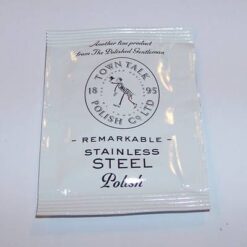 Another fine product
from The Polished Gentleman
TOWN TALK
18 95
POLISH Co LTD
- REMARKABLE -
STAINLESS
STEEL
Polish